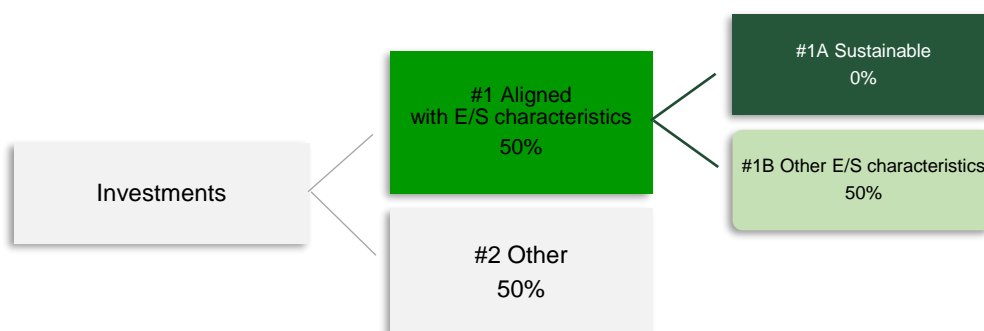 Investments
#1 Aligned
with E/S characteristics
50%
#2 Other
50%
#1A Sustainable
0%
#1B Other E/S characteristics
50%